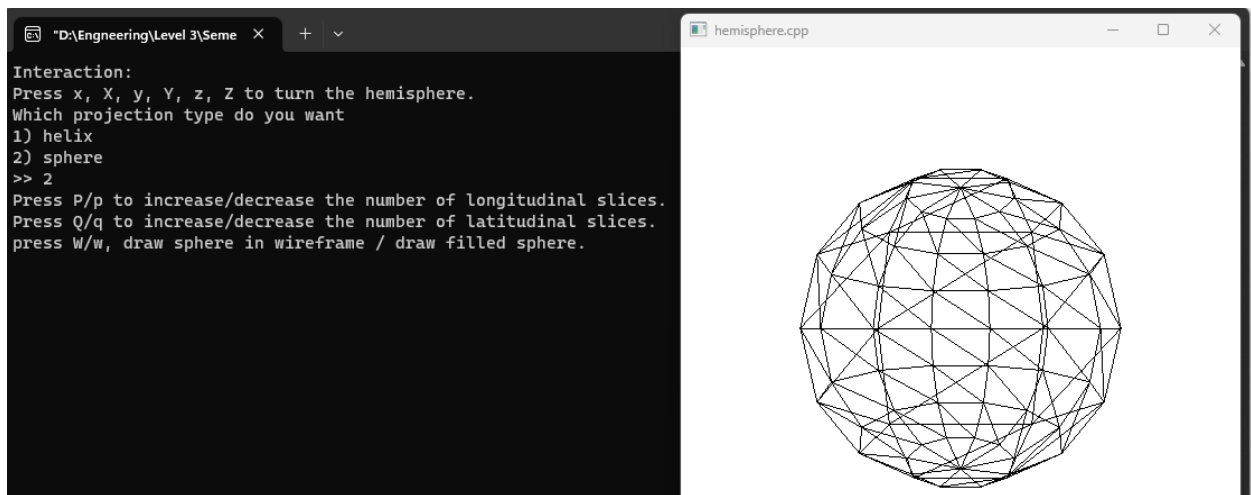 "D:\Engneering\Level 3\Seme
hemisphere.cpp
Interaction:
Press x, X, y, Y, z, Z to turn the hemisphere.
Which projection type do you want
1) helix
2) sphere
>> 2
Press P/p to increase/decrease the number of longitudinal slices.
Press Q/q to increase/decrease the number of latitudinal slices.
press W/w, draw sphere in wireframe / draw filled sphere.